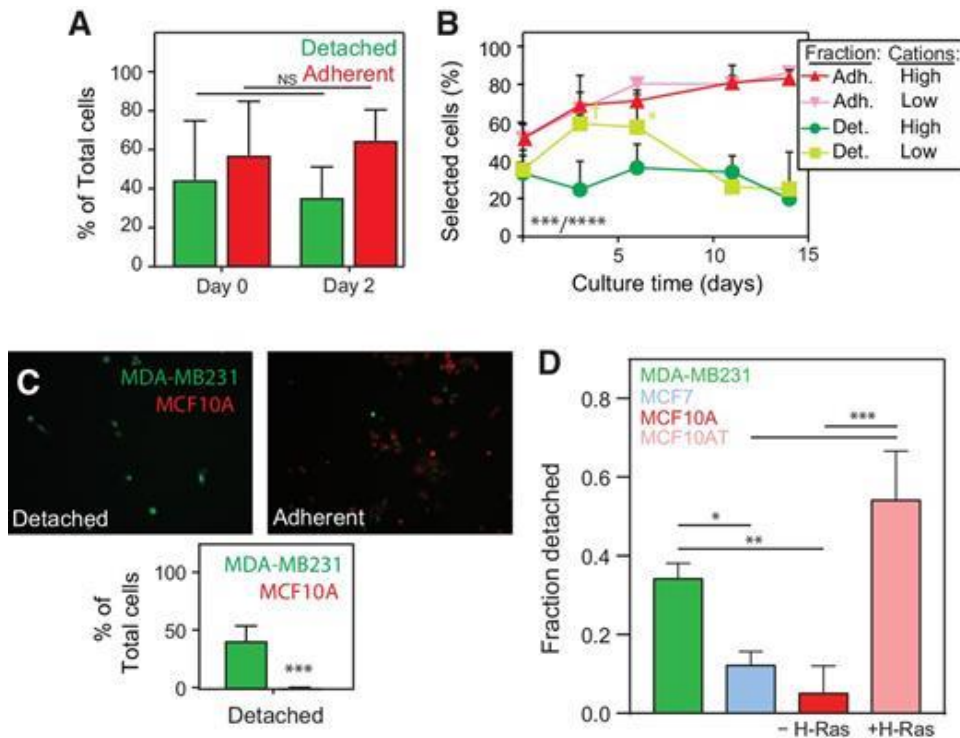 A
Detached
Adherent
NS
% of Total cells
100
80
60
40
20
0
Day 0
Day 2
B
Selected cells (%)
100
80
60
40
20
0
†
*
***/****
0
5
10
15
Culture time (days)
Fraction: Cations:
Adh. High
Adh. Low
Det. High
Det. Low
C
MDA-MB231
MCF10A
Detached
Adherent
% of
Total cells
100
50
0
MDA-MB231
MCF10A
***
Detached
D
MDA-MB231
MCF7
MCF10A
MCF10AT
Fraction detached
0.8
0.6
0.4
0.2
0.0
*
**
***
– H-Ras +H-Ras